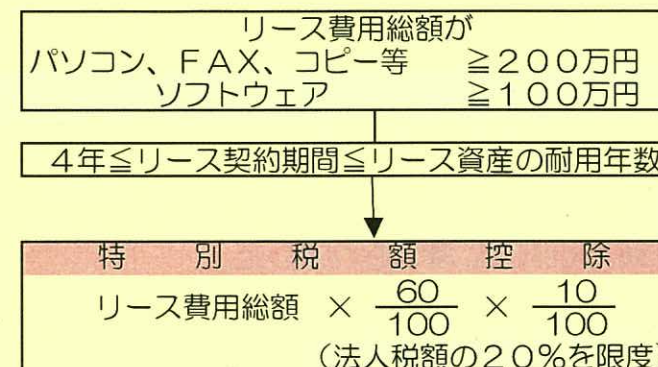 リース費用総額が
パソコン、FAX、コピー等 ≧200万円
ソフトウェア ≧100万円
4年≦リース契約期間≦リース資産の耐用年数
特別税額控除
リース費用総額 × 60/100 × 10/100
(法人税額の20%を限度)